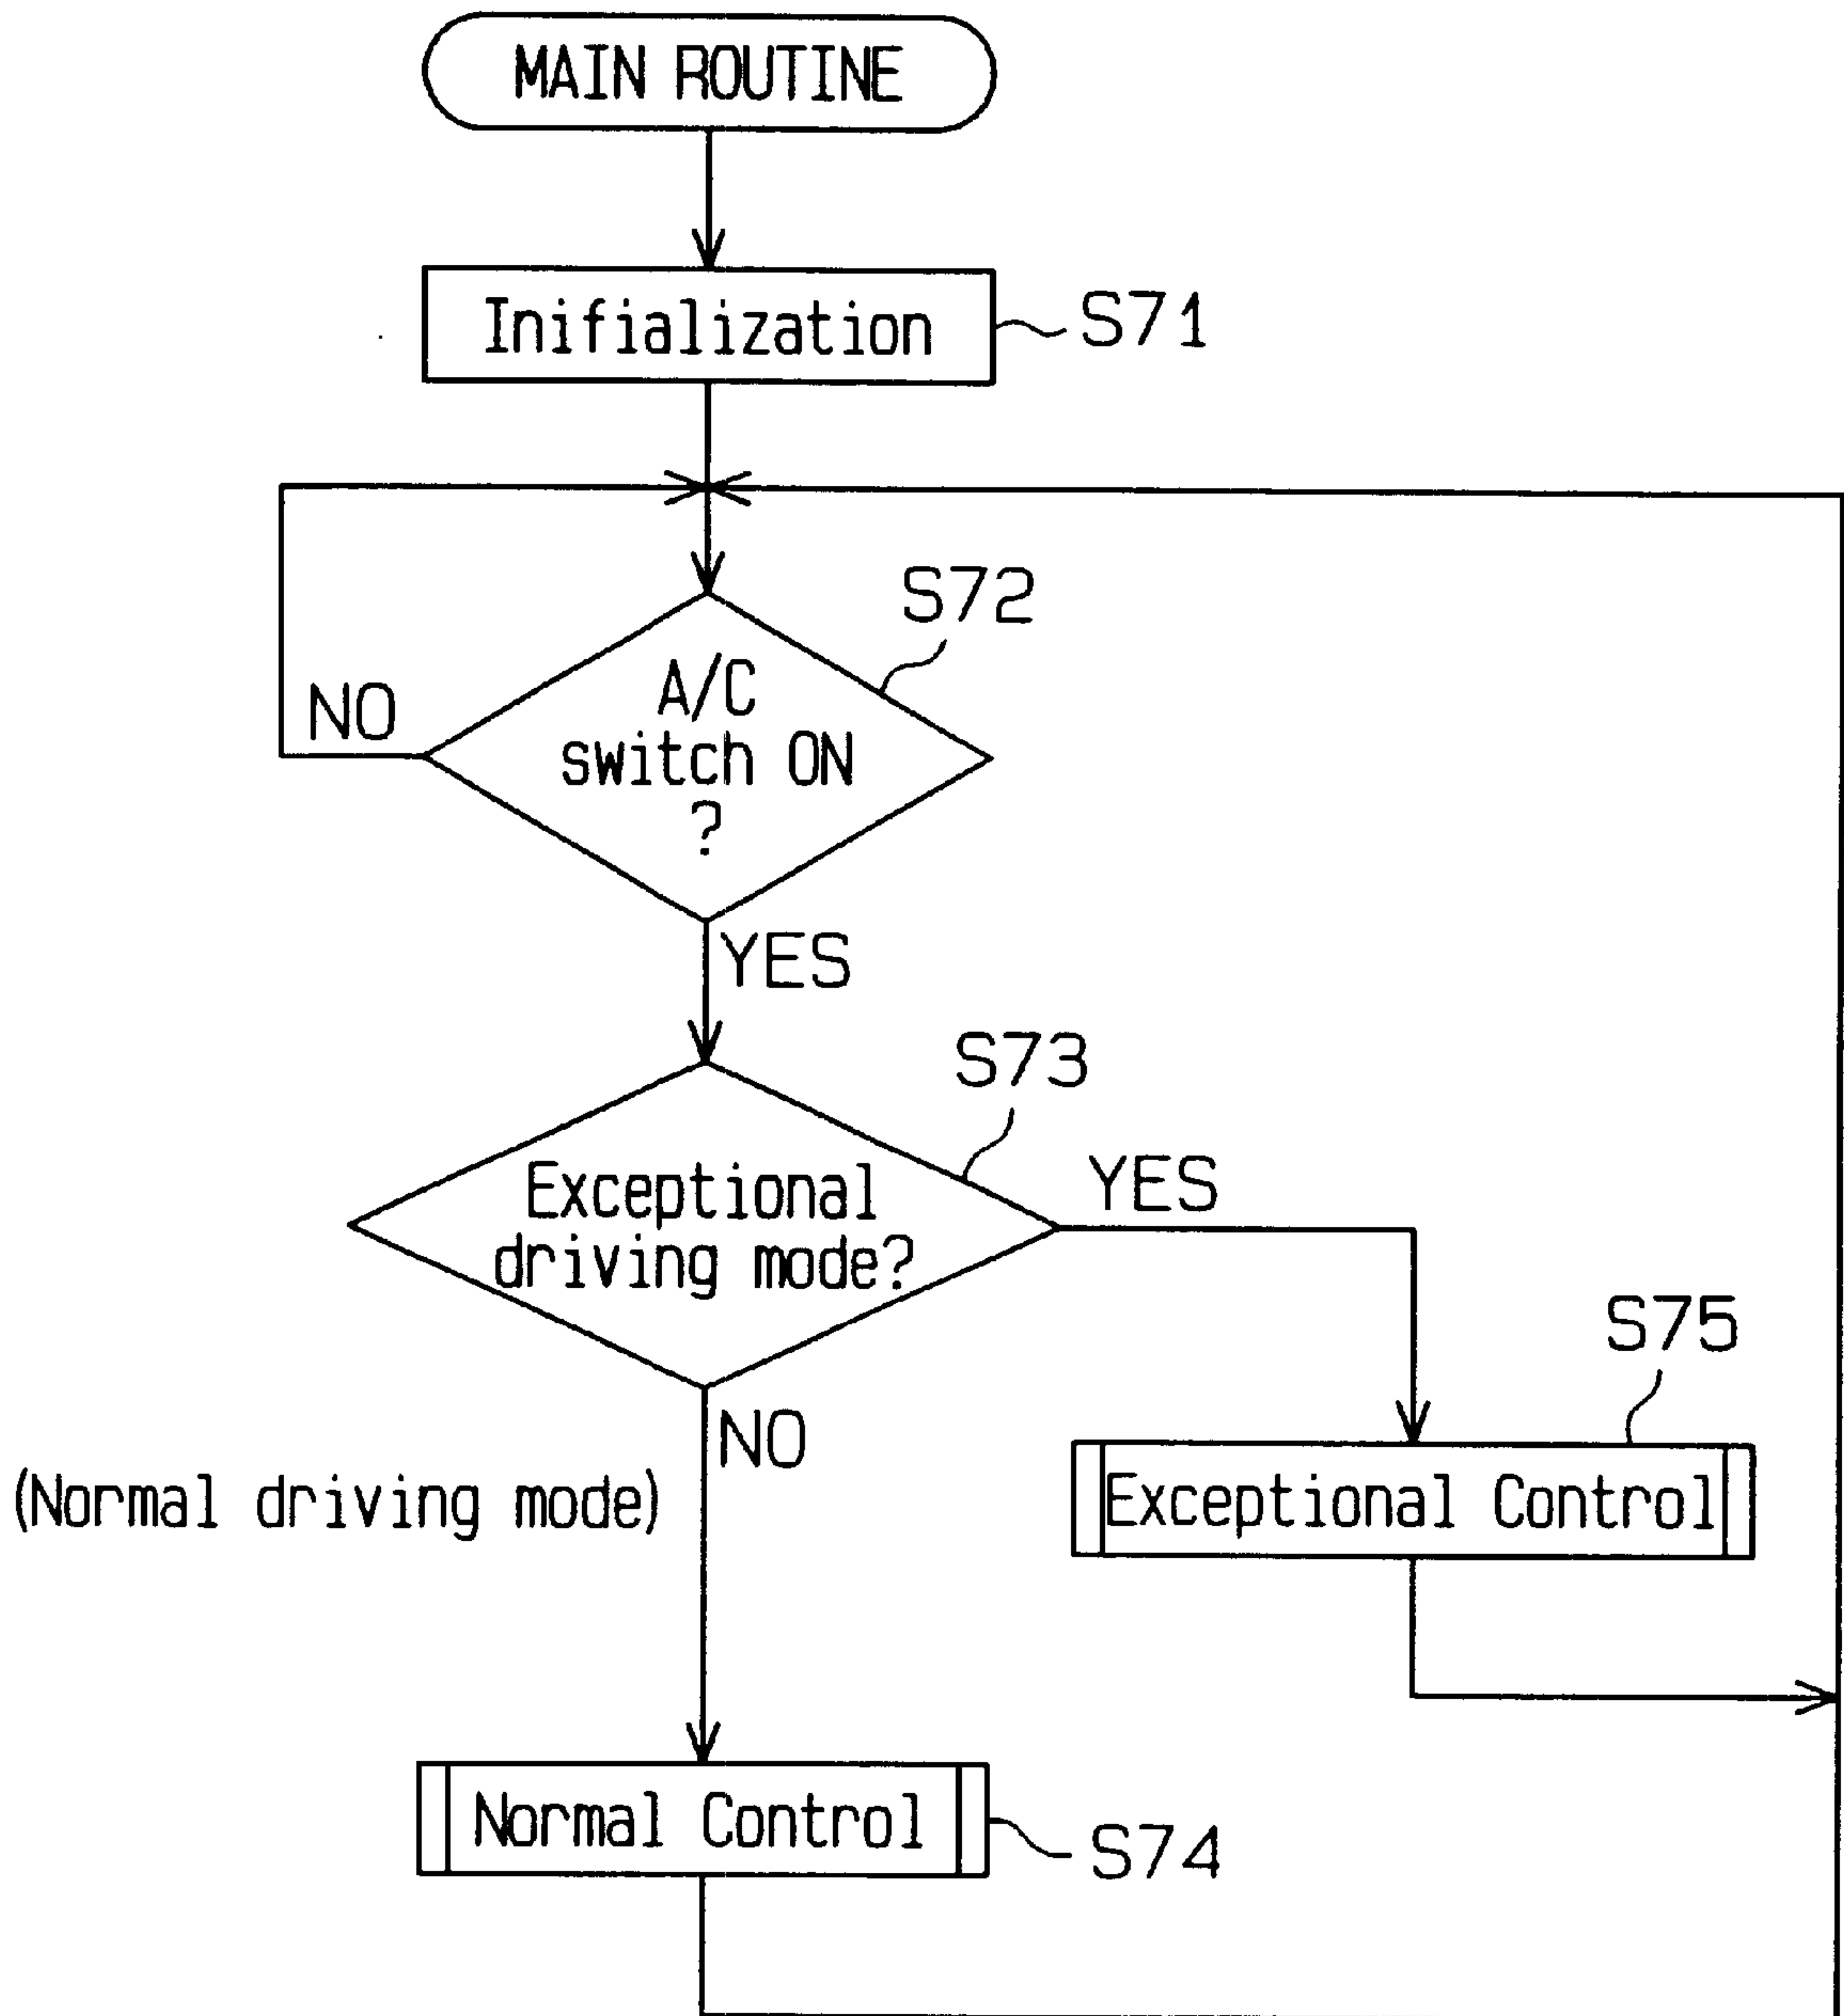 MAIN ROUTINE
Inifialization
S71
S72
A/C
switch ON
?
NO
YES
S73
Exceptional
driving mode?
YES
NO
(Normal driving mode)
S75
Exceptional Control
Normal Control
S74